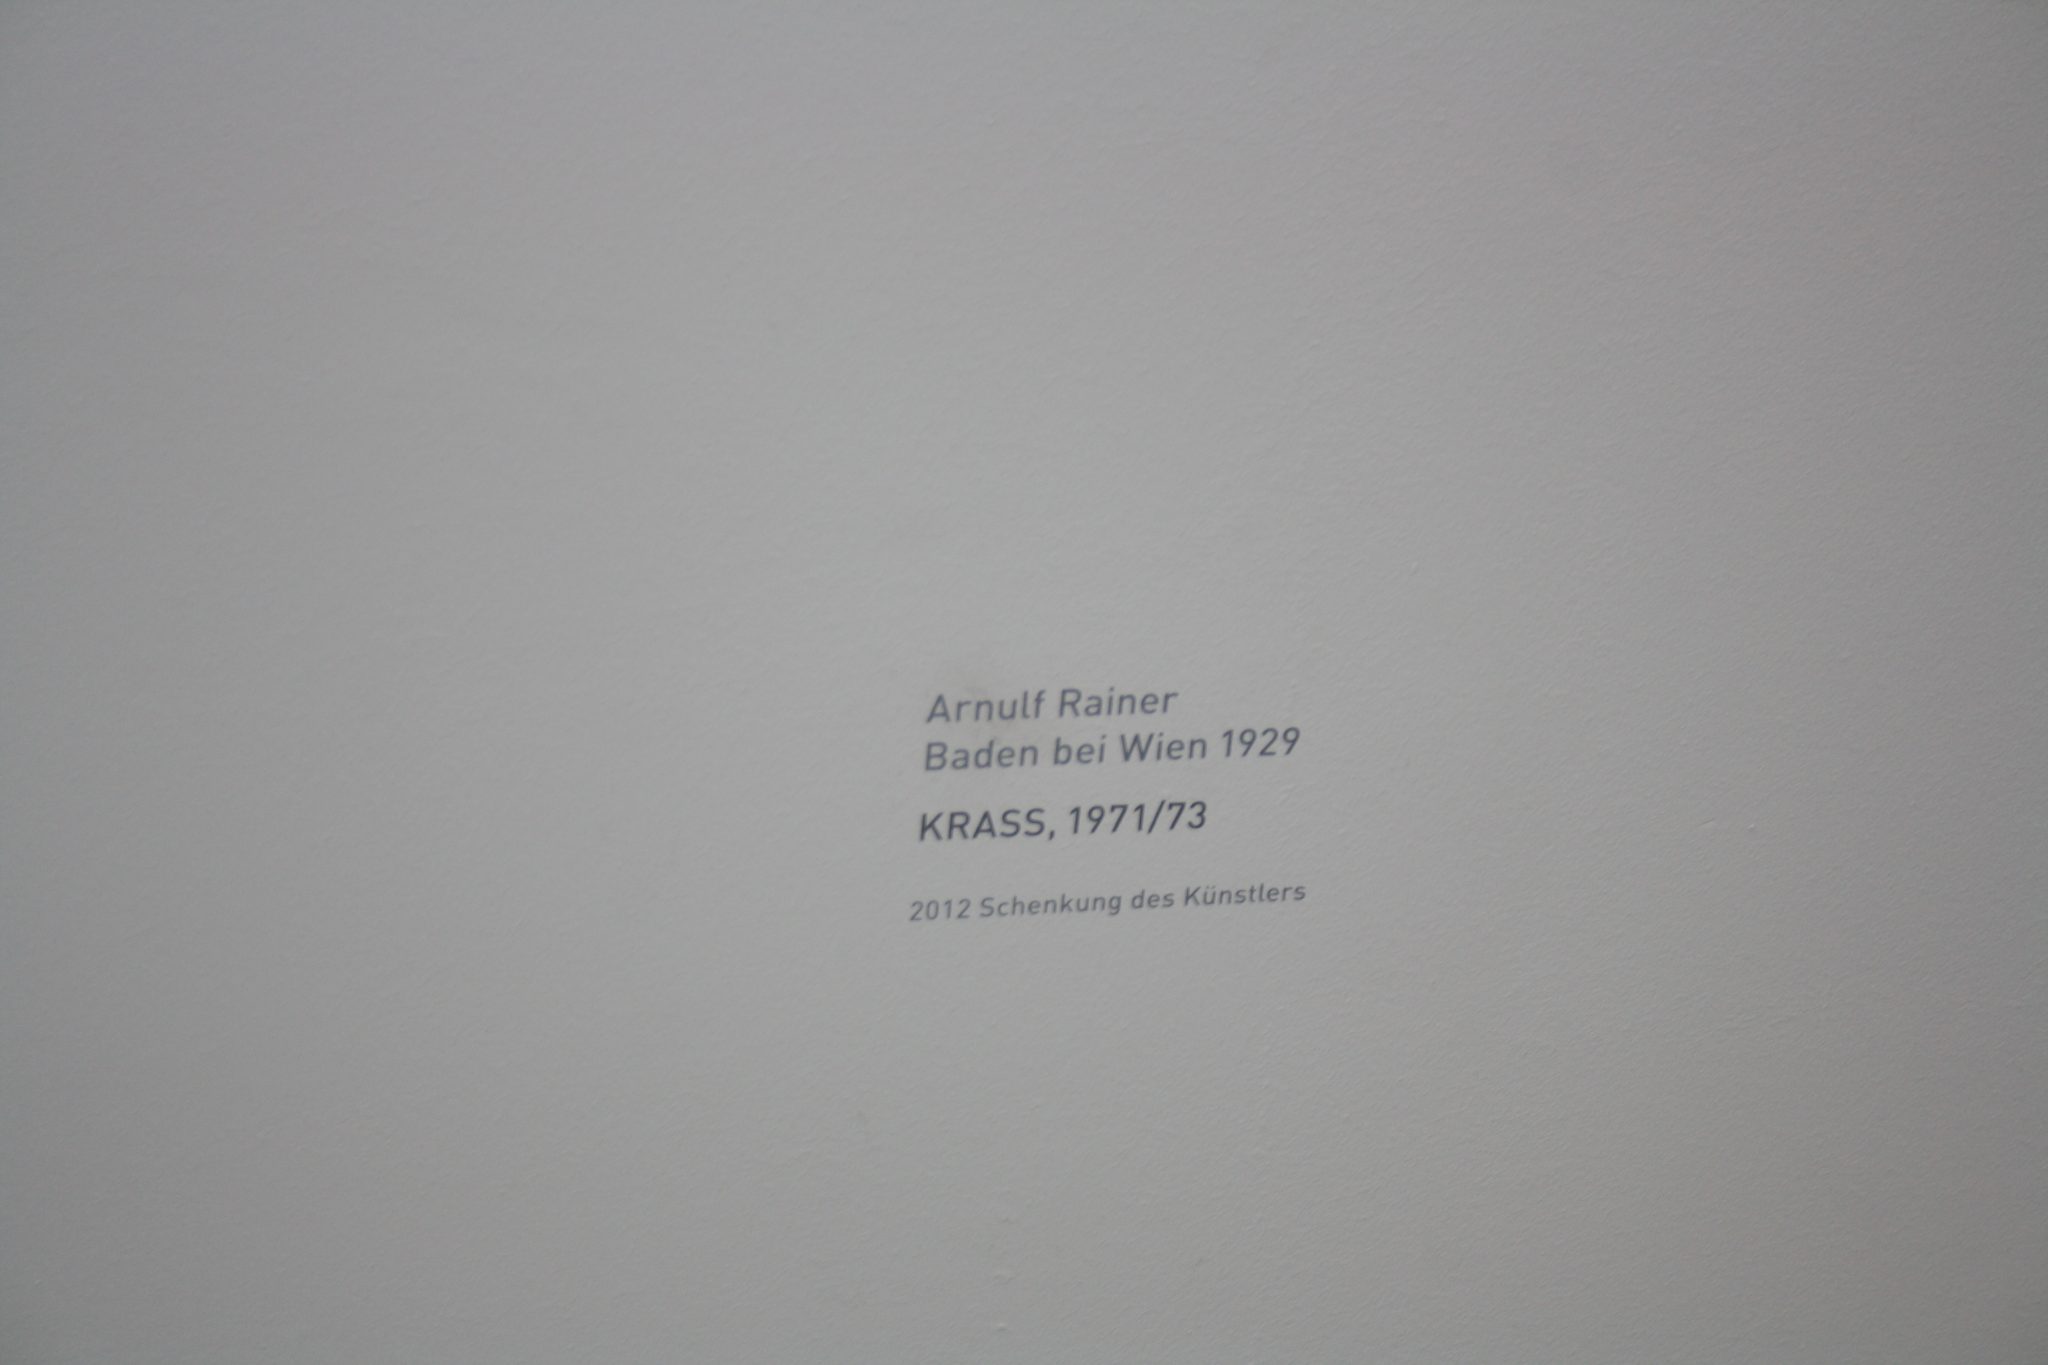 Arnulf Rainer
Baden bei Wien 1929
KRASS, 1971/73
2012 Schenkung des Künstlers